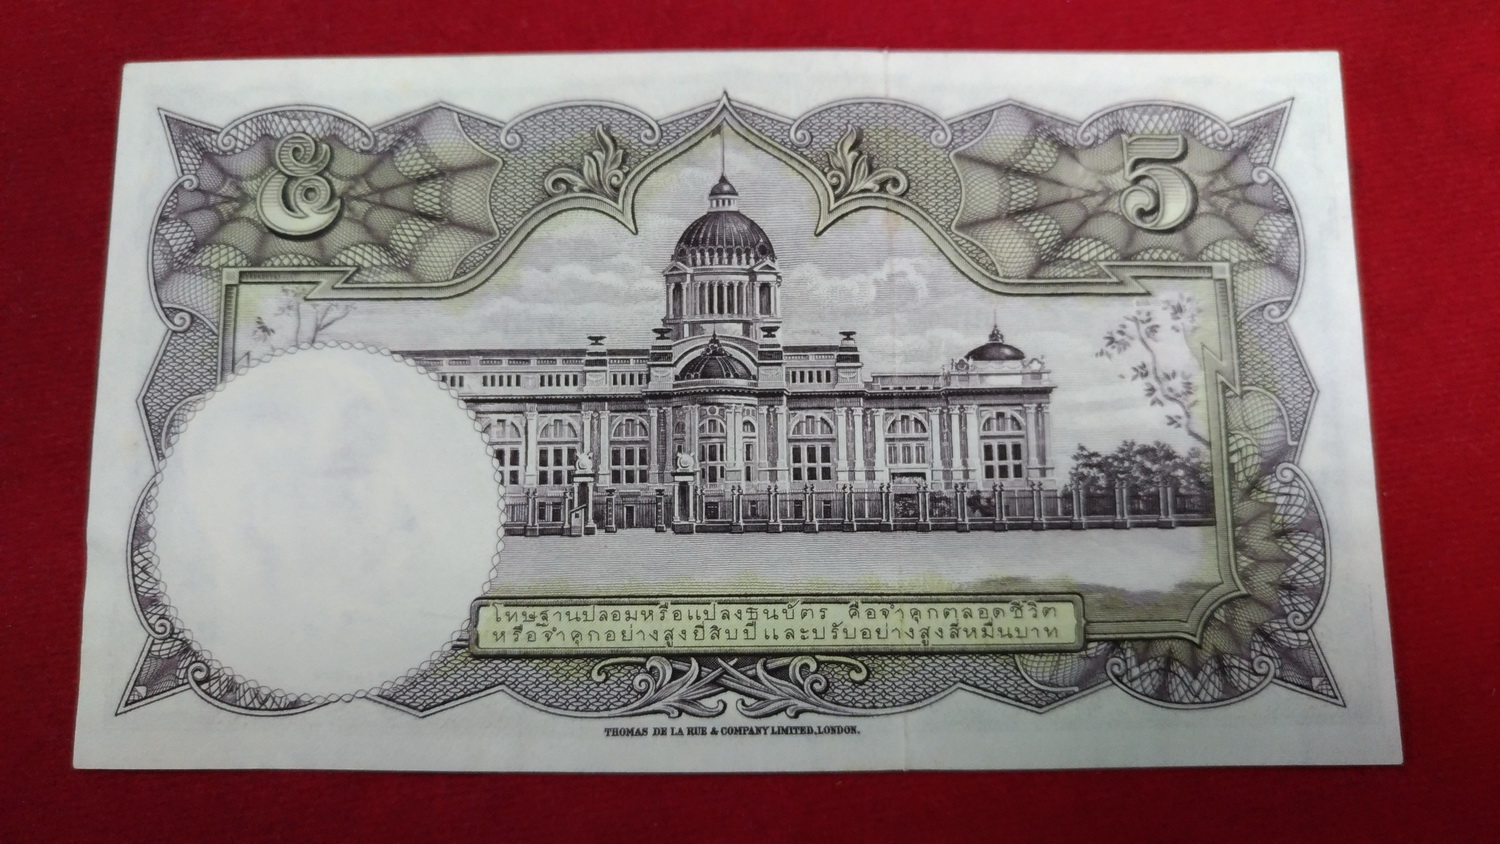 ๕
5
โทษฐานปลอมหรือแปลงธนบัตร คือจำคุกตลอดชีวิต
หรือจำคุกอย่างสูงยี่สิบปีและปรับอย่างสูงสี่หมื่นบาท
THOMAS DE LA RUE & COMPANY LIMITED, LONDON.